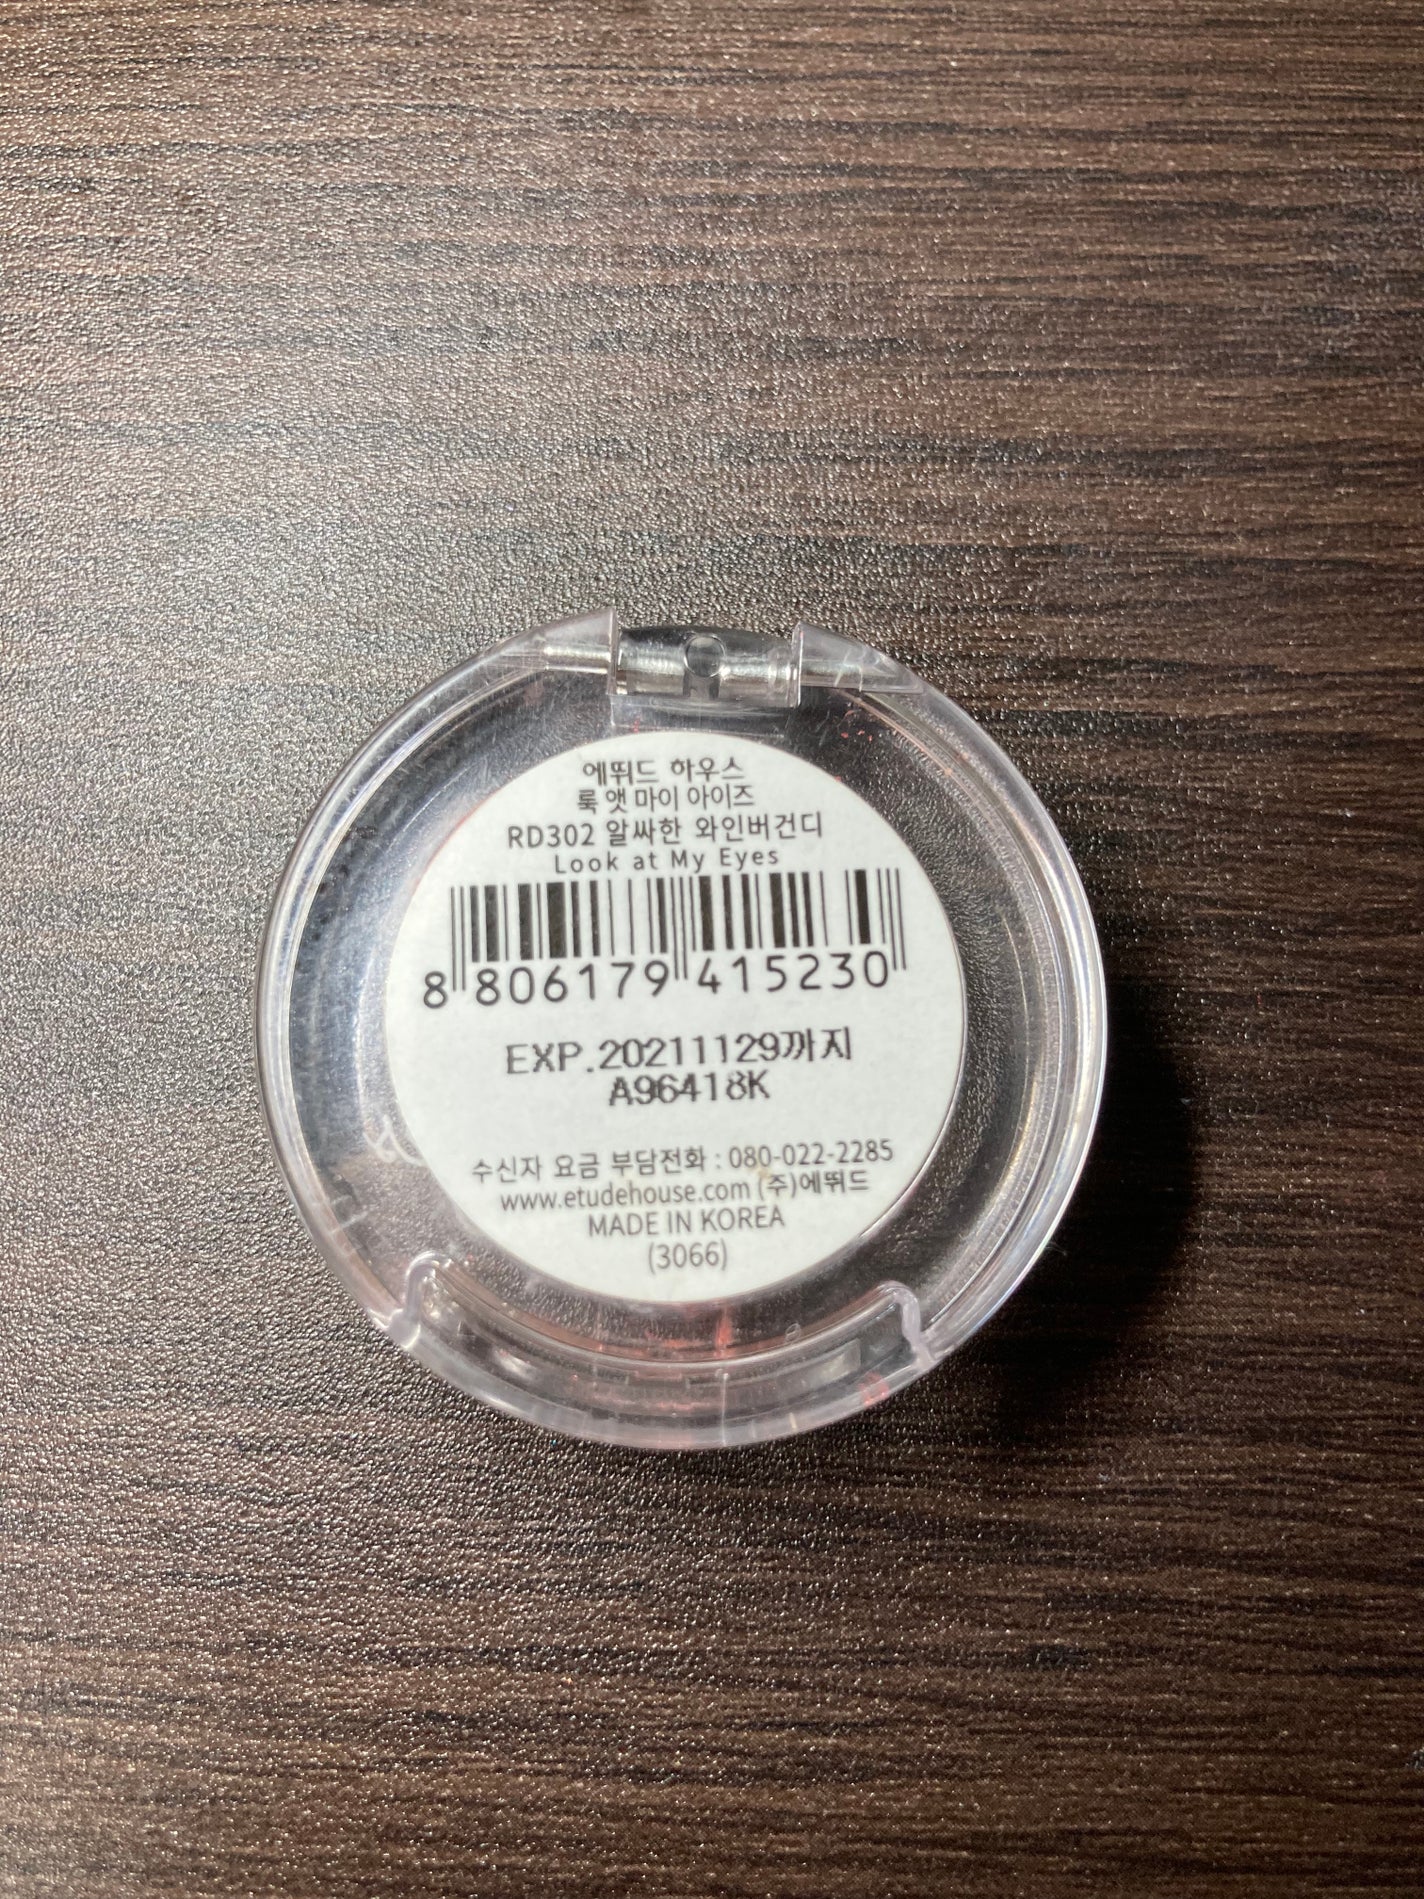 에뛰드 하우스
룩 앳 마이 아이즈
RD302 알싸한 와인버건디
Look at My Eyes
8 806179 415230
EXP.20211129까지
A96418K
수신자 요금 부담전화 : 080-022-2285
www.etudehouse.com (주)에뛰드
MADE IN KOREA
(3066)